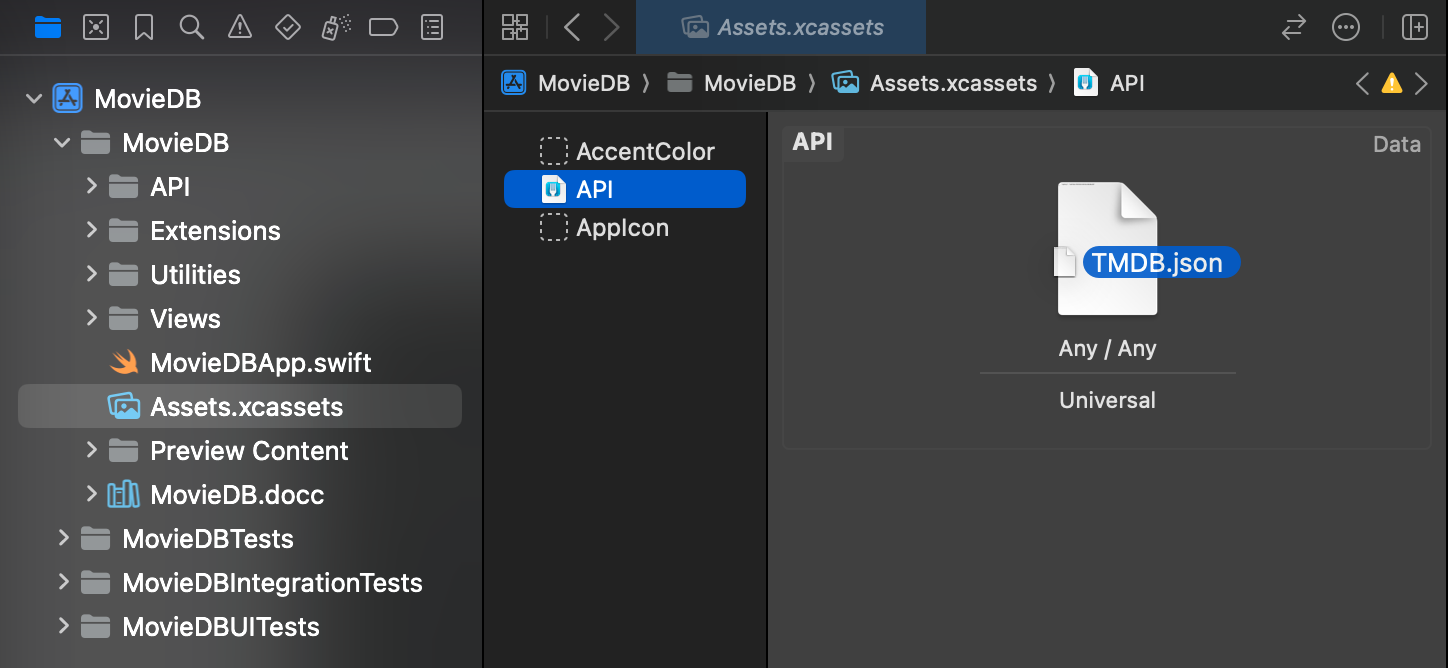 Assets.xcassets
MovieDB
MovieDB
API
Extensions
Utilities
Views
MovieDBApp.swift
Assets.xcassets
Preview Content
MovieDB.docc
MovieDBTests
MovieDBIntegrationTests
MovieDBUITests
MovieDB 〉 MovieDB 〉 Assets.xcassets 〉 API
AccentColor
API
AppIcon
API
Data
TMDB.json
Any / Any
Universal